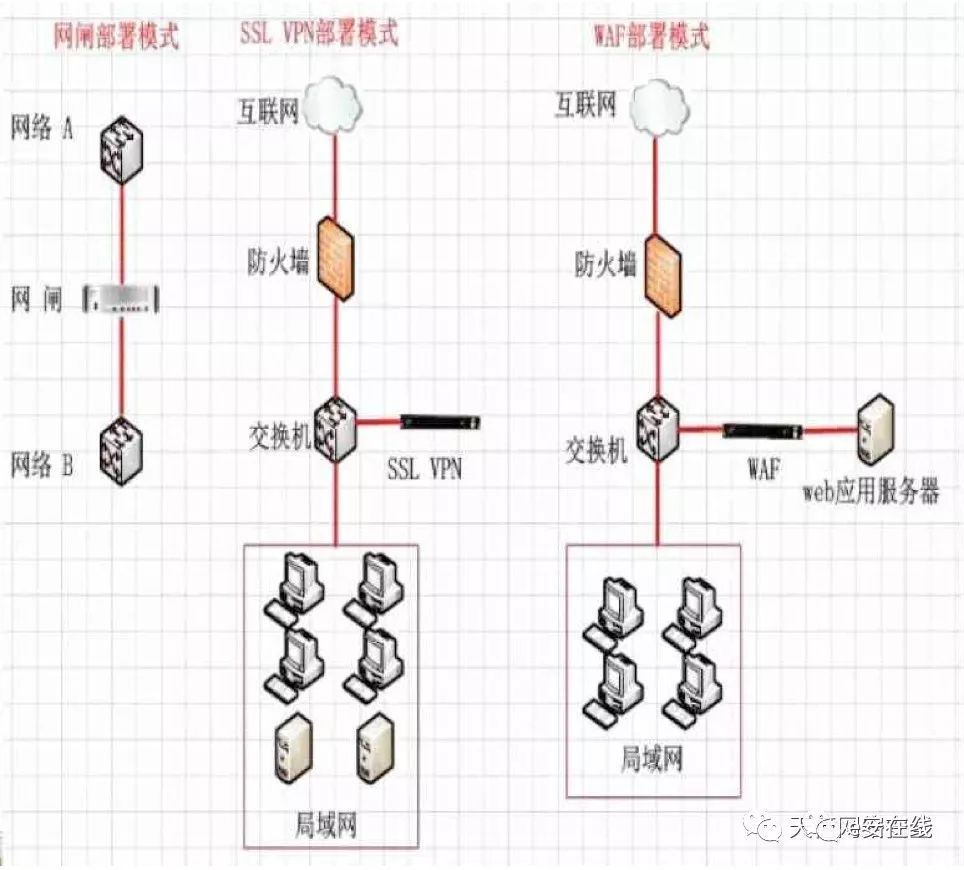 网闸部署模式
SSL VPN部署模式
WAF部署模式
网络 A
网 闸
网络 B
互联网
防火墙
交换机
SSL VPN
局域网
互联网
防火墙
交换机
WAF
web应用服务器
局域网
网安在线